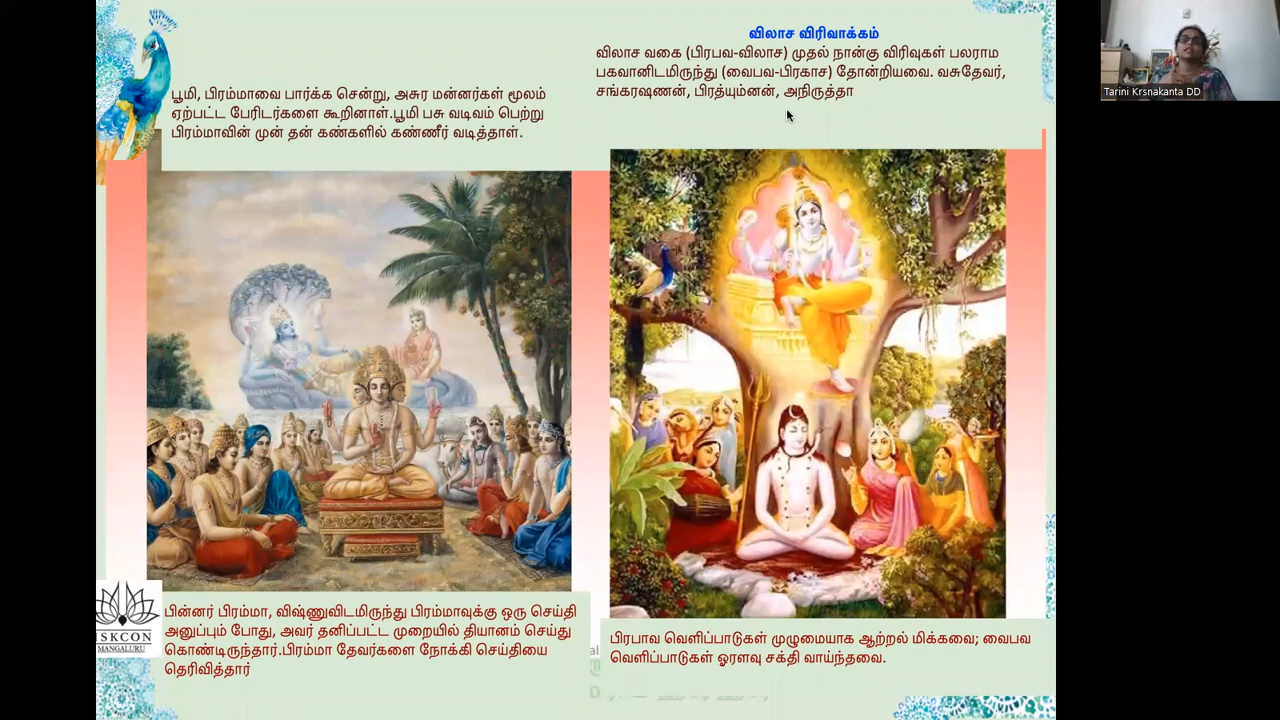 பூமி, பிரம்மாவை பார்க்க சென்று, அசுர மன்னர்கள் மூலம்
ஏற்பட்ட பேரிடர்களை கூறினாள்.பூமி பசு வடிவம் பெற்று
பிரம்மாவின் முன் தன் கண்களில் கண்ணீர் வடித்தாள்.
விலாச விரிவாக்கம்
விலாச வகை (பிரபவ-விலாச) முதல் நான்கு விரிவுகள் பலராம
பகவானிடமிருந்து (வைபவ-பிரகாச) தோன்றியவை. வசுதேவர்,
சங்கரஷணன், பிரத்யும்னன், அநிருத்தா
Tarini Krsnakanta DD
பின்னர் பிரம்மா, விஷ்ணுவிடமிருந்து பிரம்மாவுக்கு ஒரு செய்தி
அனுப்பும் போது, அவர் தனிப்பட்ட முறையில் தியானம் செய்து
கொண்டிருந்தார்.பிரம்மா தேவர்களை நோக்கி செய்தியை
தெரிவித்தார்
பிரபாவ வெளிப்பாடுகள் முழுமையாக ஆற்றல் மிக்கவை; வைபவ
வெளிப்பாடுகள் ஓரளவு சக்தி வாய்ந்தவை.
ISKCON
MANGALURU